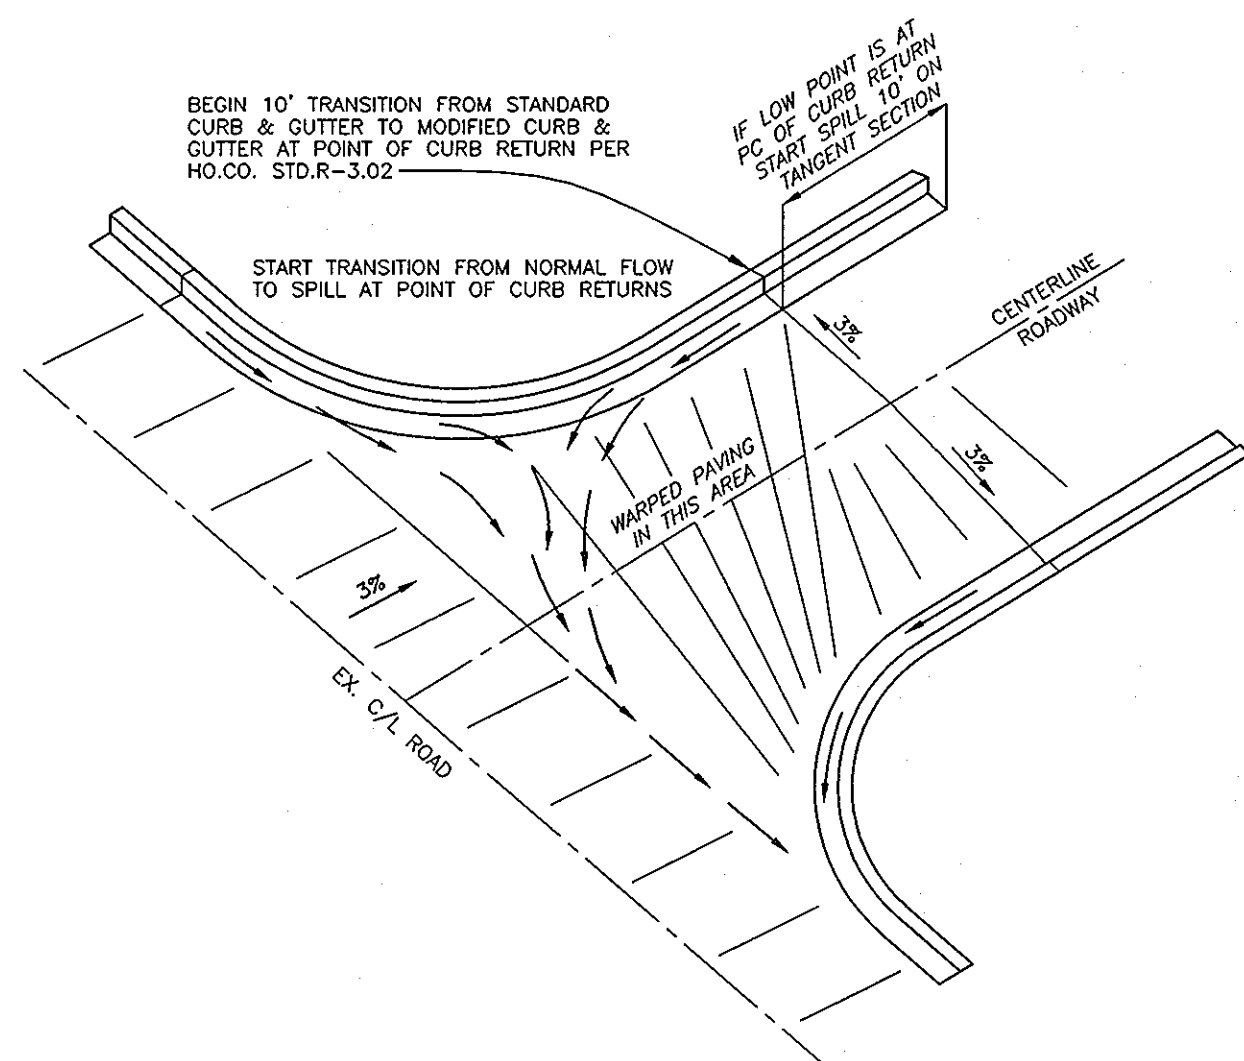 BEGIN 10' TRANSITION FROM STANDARD
CURB & GUTTER TO MODIFIED CURB &
GUTTER AT POINT OF CURB RETURN PER
HO.CO. STD.R-3.02
IF LOW POINT IS AT
PC OF CURB RETURN
START SPILL 10' ON
TANGENT SECTION
START TRANSITION FROM NORMAL FLOW
TO SPILL AT POINT OF CURB RETURNS
CENTERLINE
ROADWAY
3%
3%
WARPED PAVING
IN THIS AREA
3%
EX. C/L ROAD